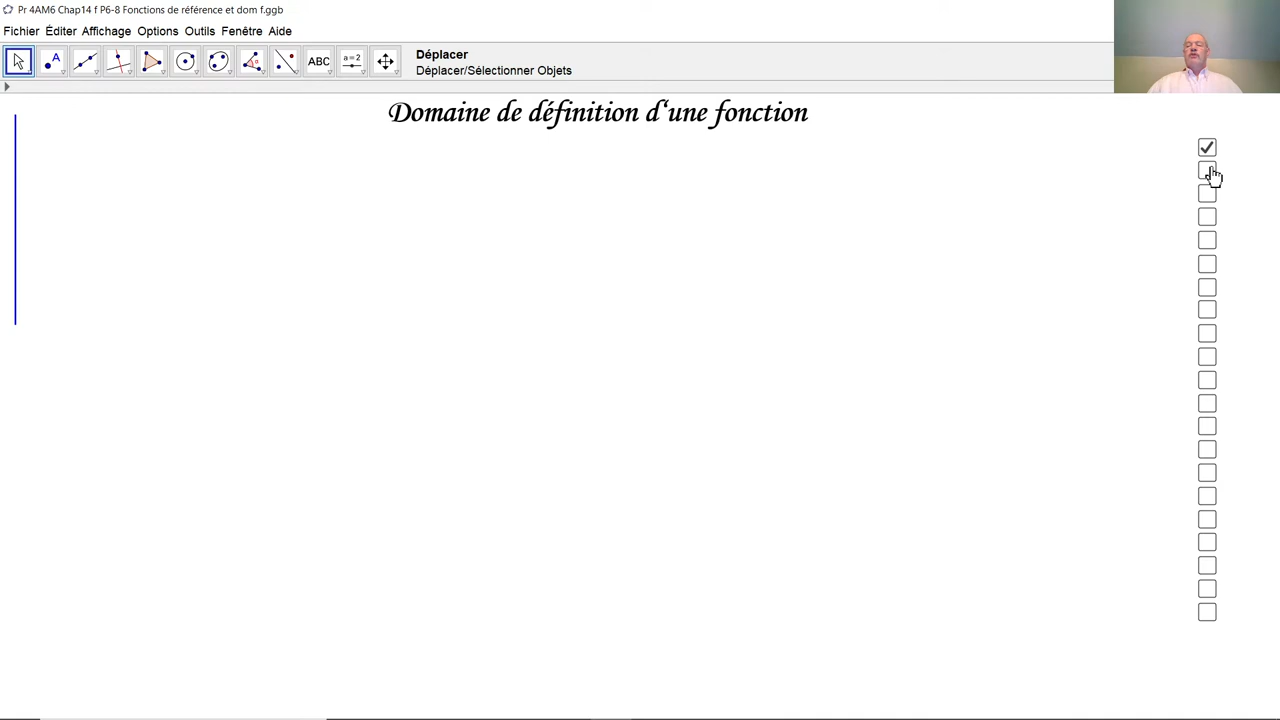 Pr 4AM6 Chap14 f P6-8 Fonctions de référence et dom f.ggb
Fichier Éditer Affichage Options Outils Fenêtre Aide
A
ABC
a=2
Déplacer
Déplacer/Sélectionner Objets
Domaine de définition d'une fonction